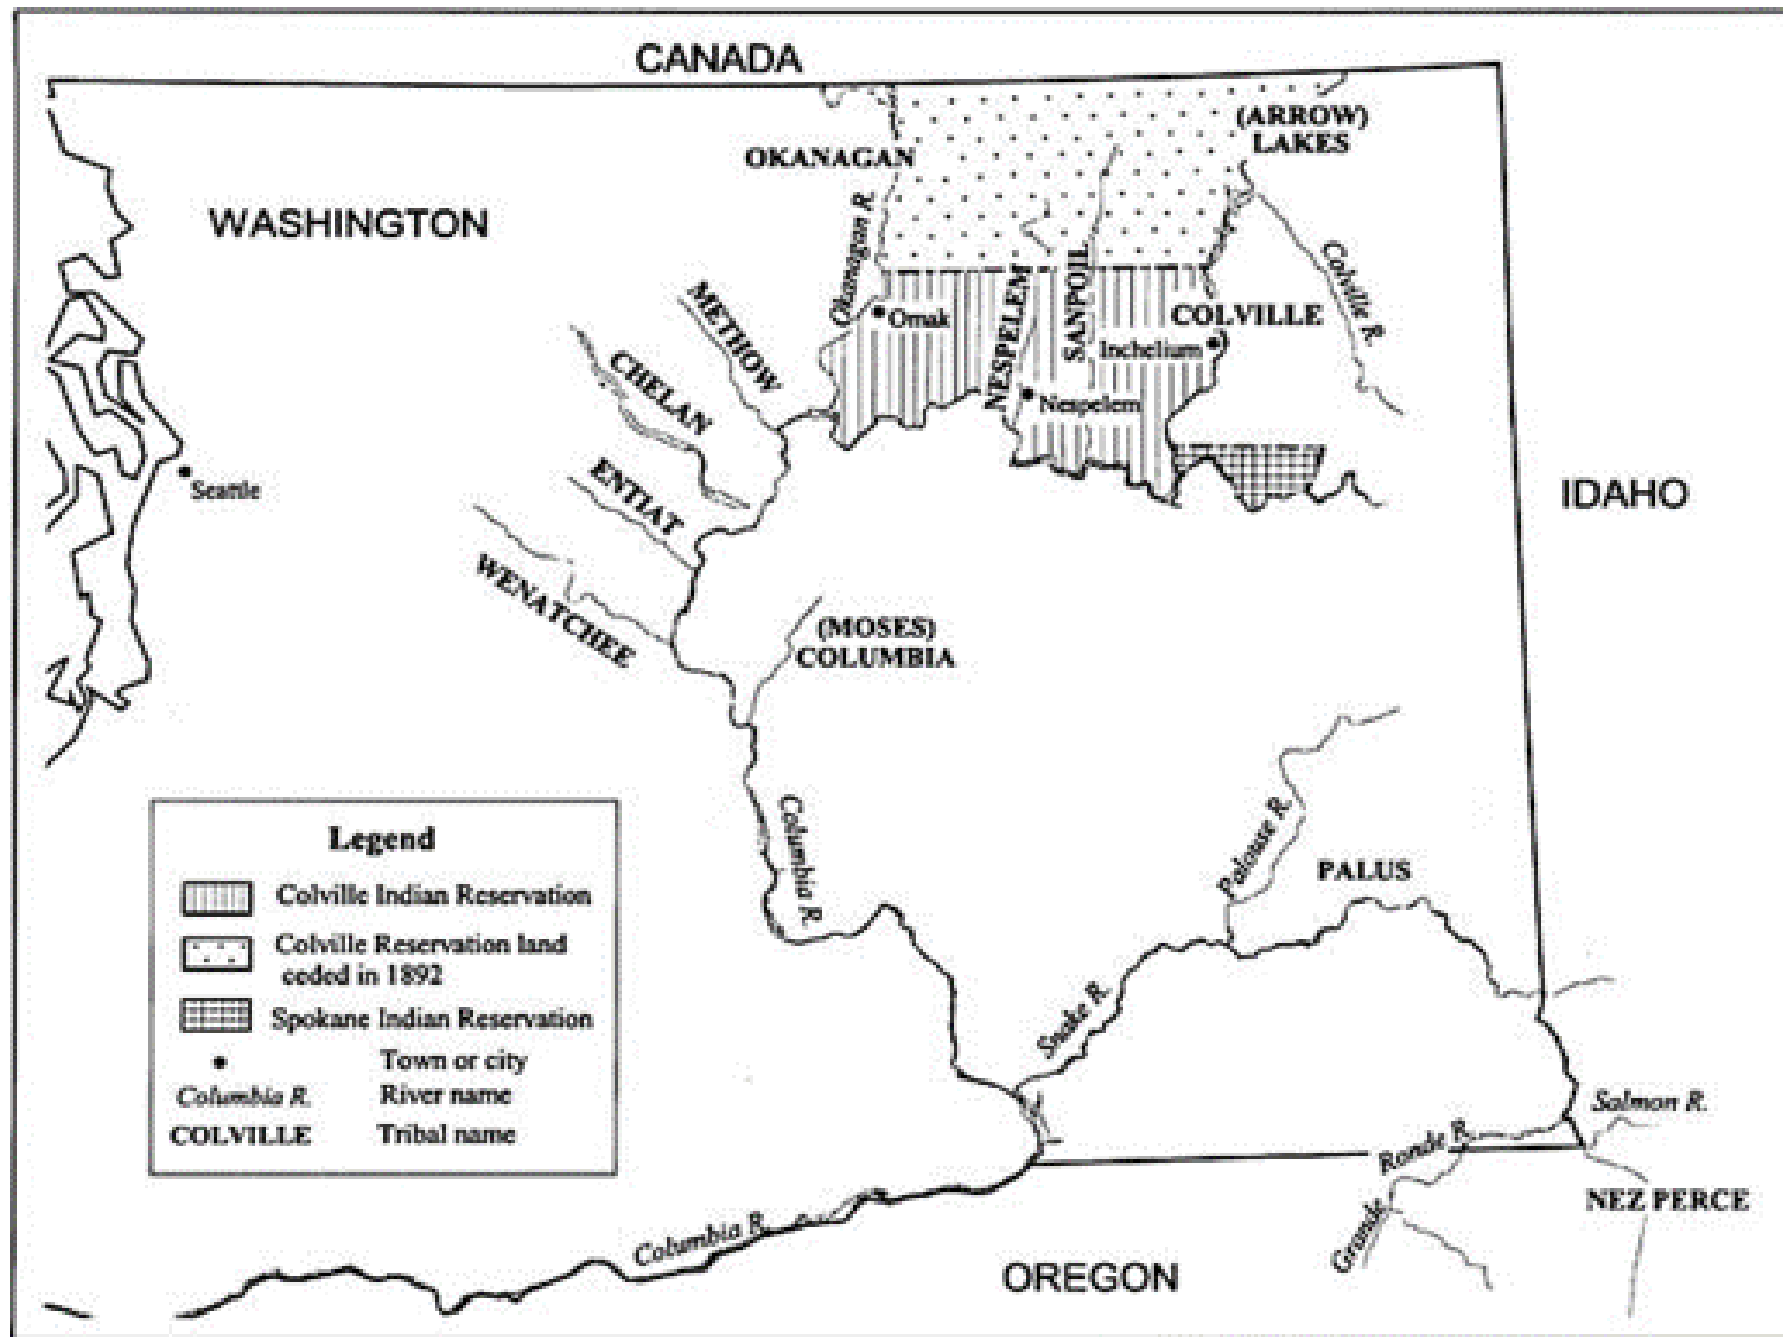 CANADA
(ARROW)
LAKES
OKANAGAN
WASHINGTON
Okanagan R.
Colville R.
METHOW
NESPELEM
SANPOIL
COLVILLE
Omak
Inchelium
CHELAN
Nespelem
ENTIAT
Seattle
IDAHO
WENATCHEE
(MOSES)
COLUMBIA
Columbia R.
Palouse R.
PALUS
Snake R.
Legend
Colville Indian Reservation
Colville Reservation land
ceded in 1892
Spokane Indian Reservation
Town or city
Columbia R. River name
COLVILLE Tribal name
Salmon R.
Grande Ronde R.
NEZ PERCE
Columbia R.
OREGON